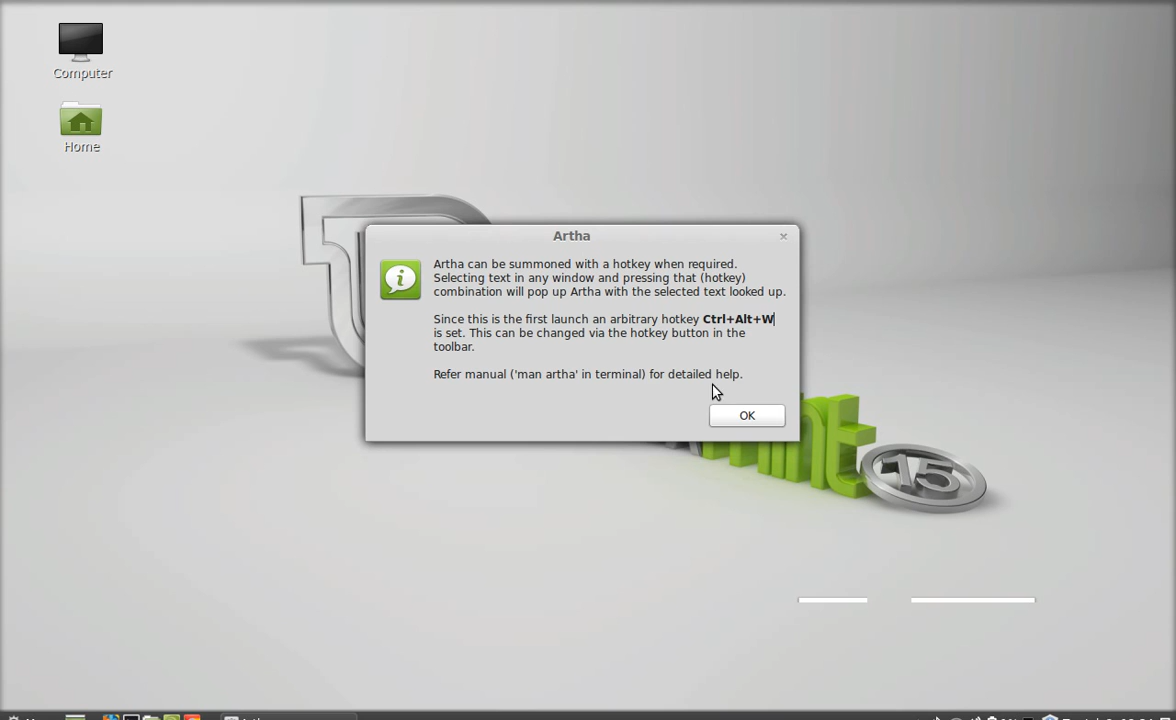 Computer
Home
Artha
Artha can be summoned with a hotkey when required.
Selecting text in any window and pressing that (hotkey)
combination will pop up Artha with the selected text looked up.
Since this is the first launch an arbitrary hotkey Ctrl+Alt+W
is set. This can be changed via the hotkey button in the
toolbar.
Refer manual ('man artha' in terminal) for detailed help.
OK
15